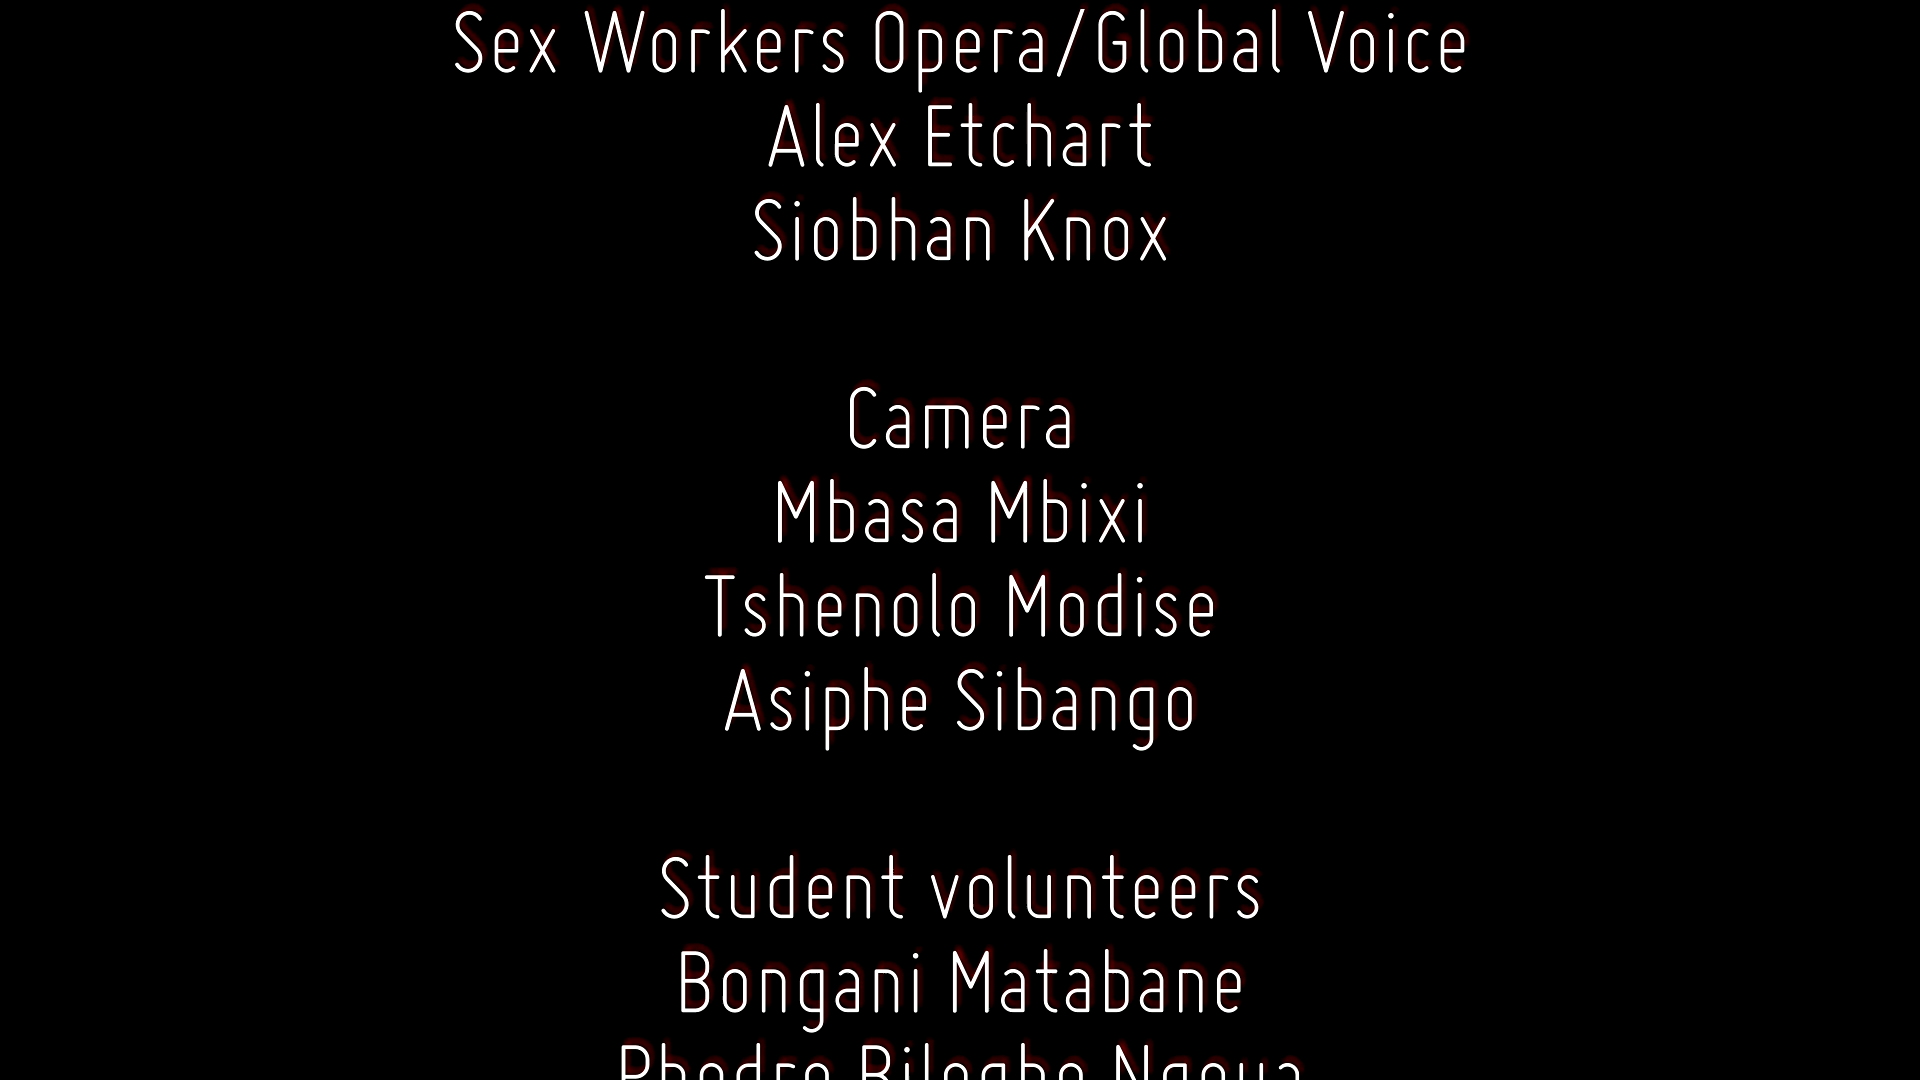 Sex Workers Opera/Global Voice
Alex Etchart
Siobhan Knox
Camera
Mbasa Mbixi
Tshenolo Modise
Asiphe Sibango
Student volunteers
Bongani Matabane